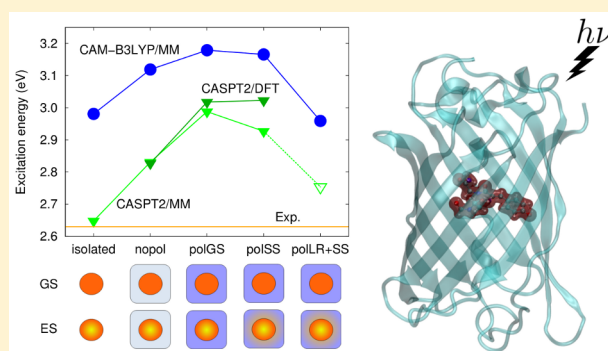 hν
3.2
CAM−B3LYP/MM
3.1
CASPT2/DFT
3.0
2.9
2.8
CASPT2/MM
2.7
Exp.
2.6
Excitation energy (eV)
isolated nopol polGS polSS polLR+SS
GS
ES